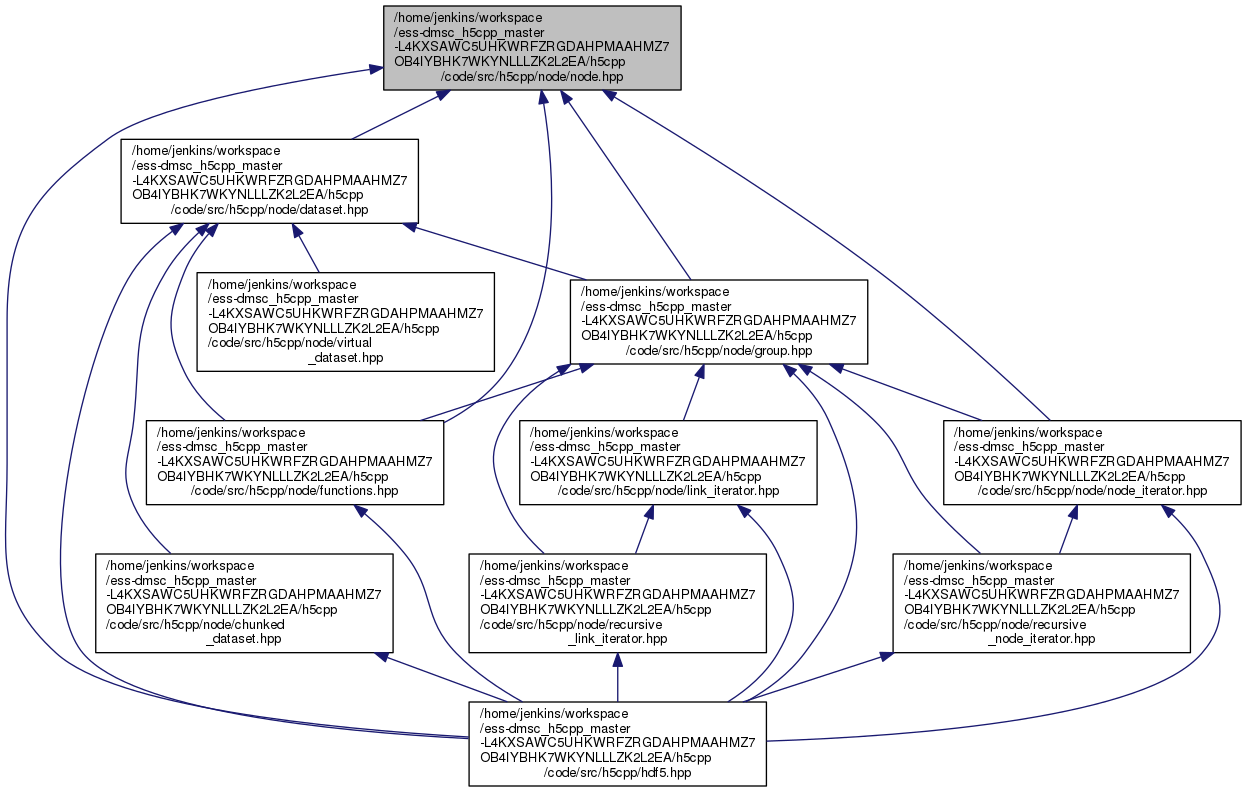 /home/jenkins/workspace
/ess-dmsc_h5cpp_master
-L4KXSAWC5UHKWRFZRGDAHPMAAHMZ7
OB4IYBHK7WKYNLLLZK2L2EA/h5cpp
/code/src/h5cpp/node/node.hpp
/home/jenkins/workspace
/ess-dmsc_h5cpp_master
-L4KXSAWC5UHKWRFZRGDAHPMAAHMZ7
OB4IYBHK7WKYNLLLZK2L2EA/h5cpp
/code/src/h5cpp/node/dataset.hpp
/home/jenkins/workspace
/ess-dmsc_h5cpp_master
-L4KXSAWC5UHKWRFZRGDAHPMAAHMZ7
OB4IYBHK7WKYNLLLZK2L2EA/h5cpp
/code/src/h5cpp/node/virtual
_dataset.hpp
/home/jenkins/workspace
/ess-dmsc_h5cpp_master
-L4KXSAWC5UHKWRFZRGDAHPMAAHMZ7
OB4IYBHK7WKYNLLLZK2L2EA/h5cpp
/code/src/h5cpp/node/group.hpp
/home/jenkins/workspace
/ess-dmsc_h5cpp_master
-L4KXSAWC5UHKWRFZRGDAHPMAAHMZ7
OB4IYBHK7WKYNLLLZK2L2EA/h5cpp
/code/src/h5cpp/node/functions.hpp
/home/jenkins/workspace
/ess-dmsc_h5cpp_master
-L4KXSAWC5UHKWRFZRGDAHPMAAHMZ7
OB4IYBHK7WKYNLLLZK2L2EA/h5cpp
/code/src/h5cpp/node/link_iterator.hpp
/home/jenkins/workspace
/ess-dmsc_h5cpp_master
-L4KXSAWC5UHKWRFZRGDAHPMAAHMZ7
OB4IYBHK7WKYNLLLZK2L2EA/h5cpp
/code/src/h5cpp/node/node_iterator.hpp
/home/jenkins/workspace
/ess-dmsc_h5cpp_master
-L4KXSAWC5UHKWRFZRGDAHPMAAHMZ7
OB4IYBHK7WKYNLLLZK2L2EA/h5cpp
/code/src/h5cpp/node/chunked
_dataset.hpp
/home/jenkins/workspace
/ess-dmsc_h5cpp_master
-L4KXSAWC5UHKWRFZRGDAHPMAAHMZ7
OB4IYBHK7WKYNLLLZK2L2EA/h5cpp
/code/src/h5cpp/node/recursive
_link_iterator.hpp
/home/jenkins/workspace
/ess-dmsc_h5cpp_master
-L4KXSAWC5UHKWRFZRGDAHPMAAHMZ7
OB4IYBHK7WKYNLLLZK2L2EA/h5cpp
/code/src/h5cpp/node/recursive
_node_iterator.hpp
/home/jenkins/workspace
/ess-dmsc_h5cpp_master
-L4KXSAWC5UHKWRFZRGDAHPMAAHMZ7
OB4IYBHK7WKYNLLLZK2L2EA/h5cpp
/code/src/h5cpp/hdf5.hpp